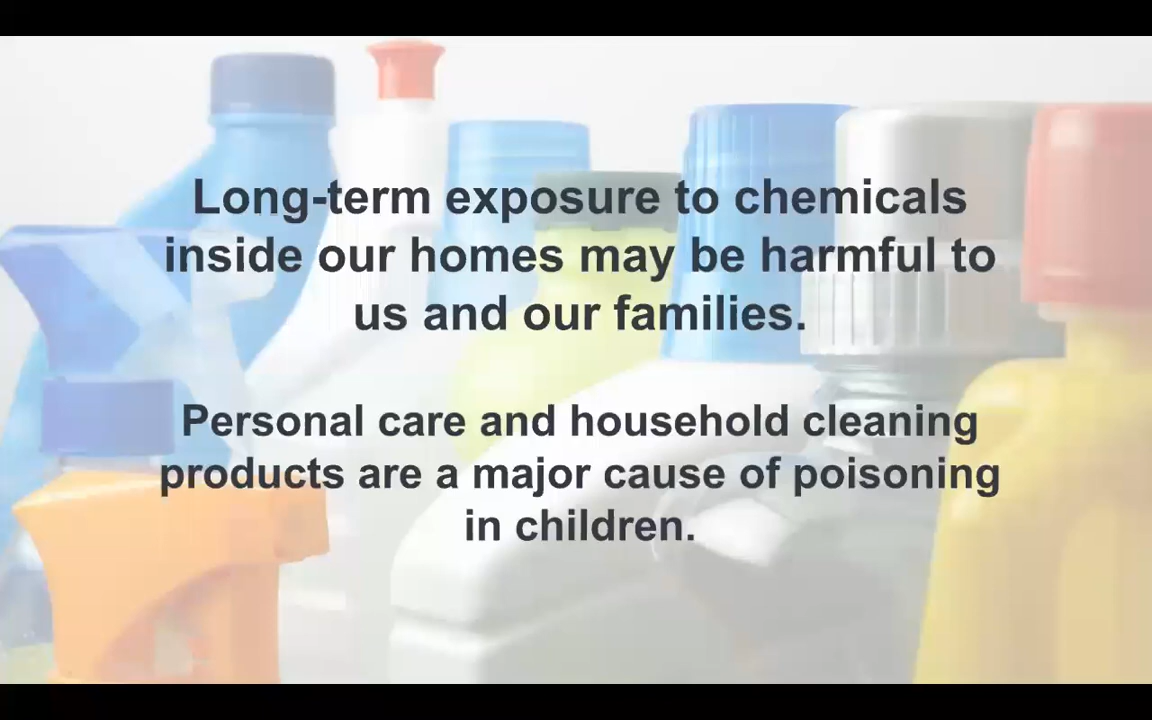 Long-term exposure to chemicals
inside our homes may be harmful to
us and our families.
Personal care and household cleaning
products are a major cause of poisoning
in children.